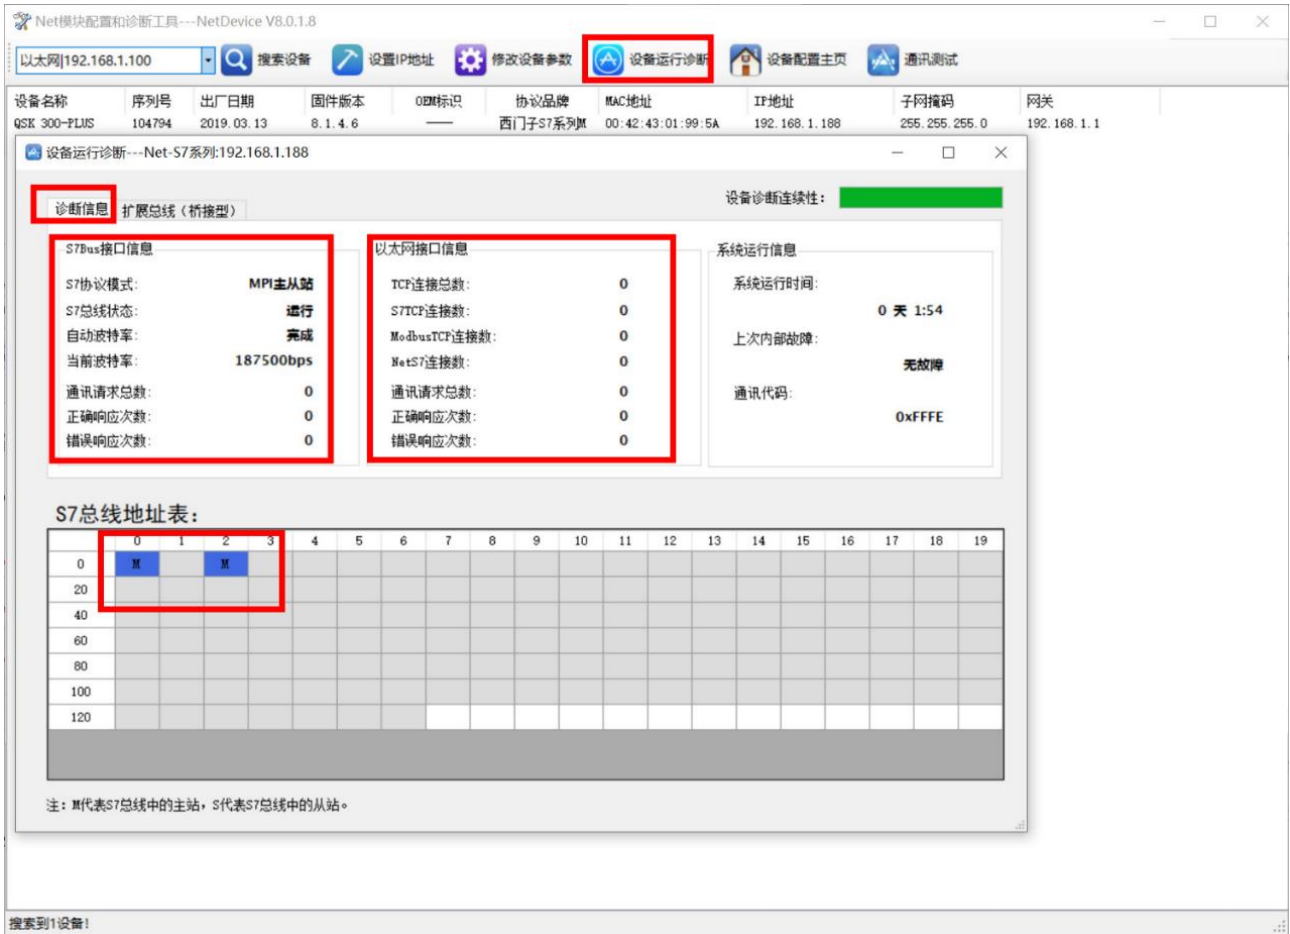 Net模块配置和诊断工具---NetDevice V8.0.1.8
以太网|192.168.1.100 搜索设备 设置IP地址 修改设备参数 设备运行诊断 设备配置主页 通讯测试
设备名称 序列号 出厂日期 固件版本 OEM标识 协议品牌 MAC地址 IP地址 子网掩码 网关
QSK 300-PLUS 104794 2019.03.13 8.1.4.6 —— 西门子S7系列M 00:42:43:01:99:5A 192.168.1.188 255.255.255.0 192.168.1.1
设备运行诊断---Net-S7系列:192.168.1.188
设备诊断连续性:
诊断信息 扩展总线（桥接型）
S7Bus接口信息
S7协议模式: MPI主从站
S7总线状态: 运行
自动波特率: 完成
当前波特率: 187500bps
通讯请求总数: 0
正确响应次数: 0
错误响应次数: 0
以太网接口信息
TCP连接总数: 0
S7TCP连接数: 0
ModbusTCP连接数: 0
NetS7连接数: 0
通讯请求总数: 0
正确响应次数: 0
错误响应次数: 0
系统运行信息
系统运行时间:
0 天 1:54
上次内部故障:
无故障
通讯代码:
0xFFFE
S7总线地址表:
0 1 2 3 4 5 6 7 8 9 10 11 12 13 14 15 16 17 18 19
0 M M
20
40
60
80
100
120
注: M代表S7总线中的主站，S代表S7总线中的从站。
搜索到1设备!